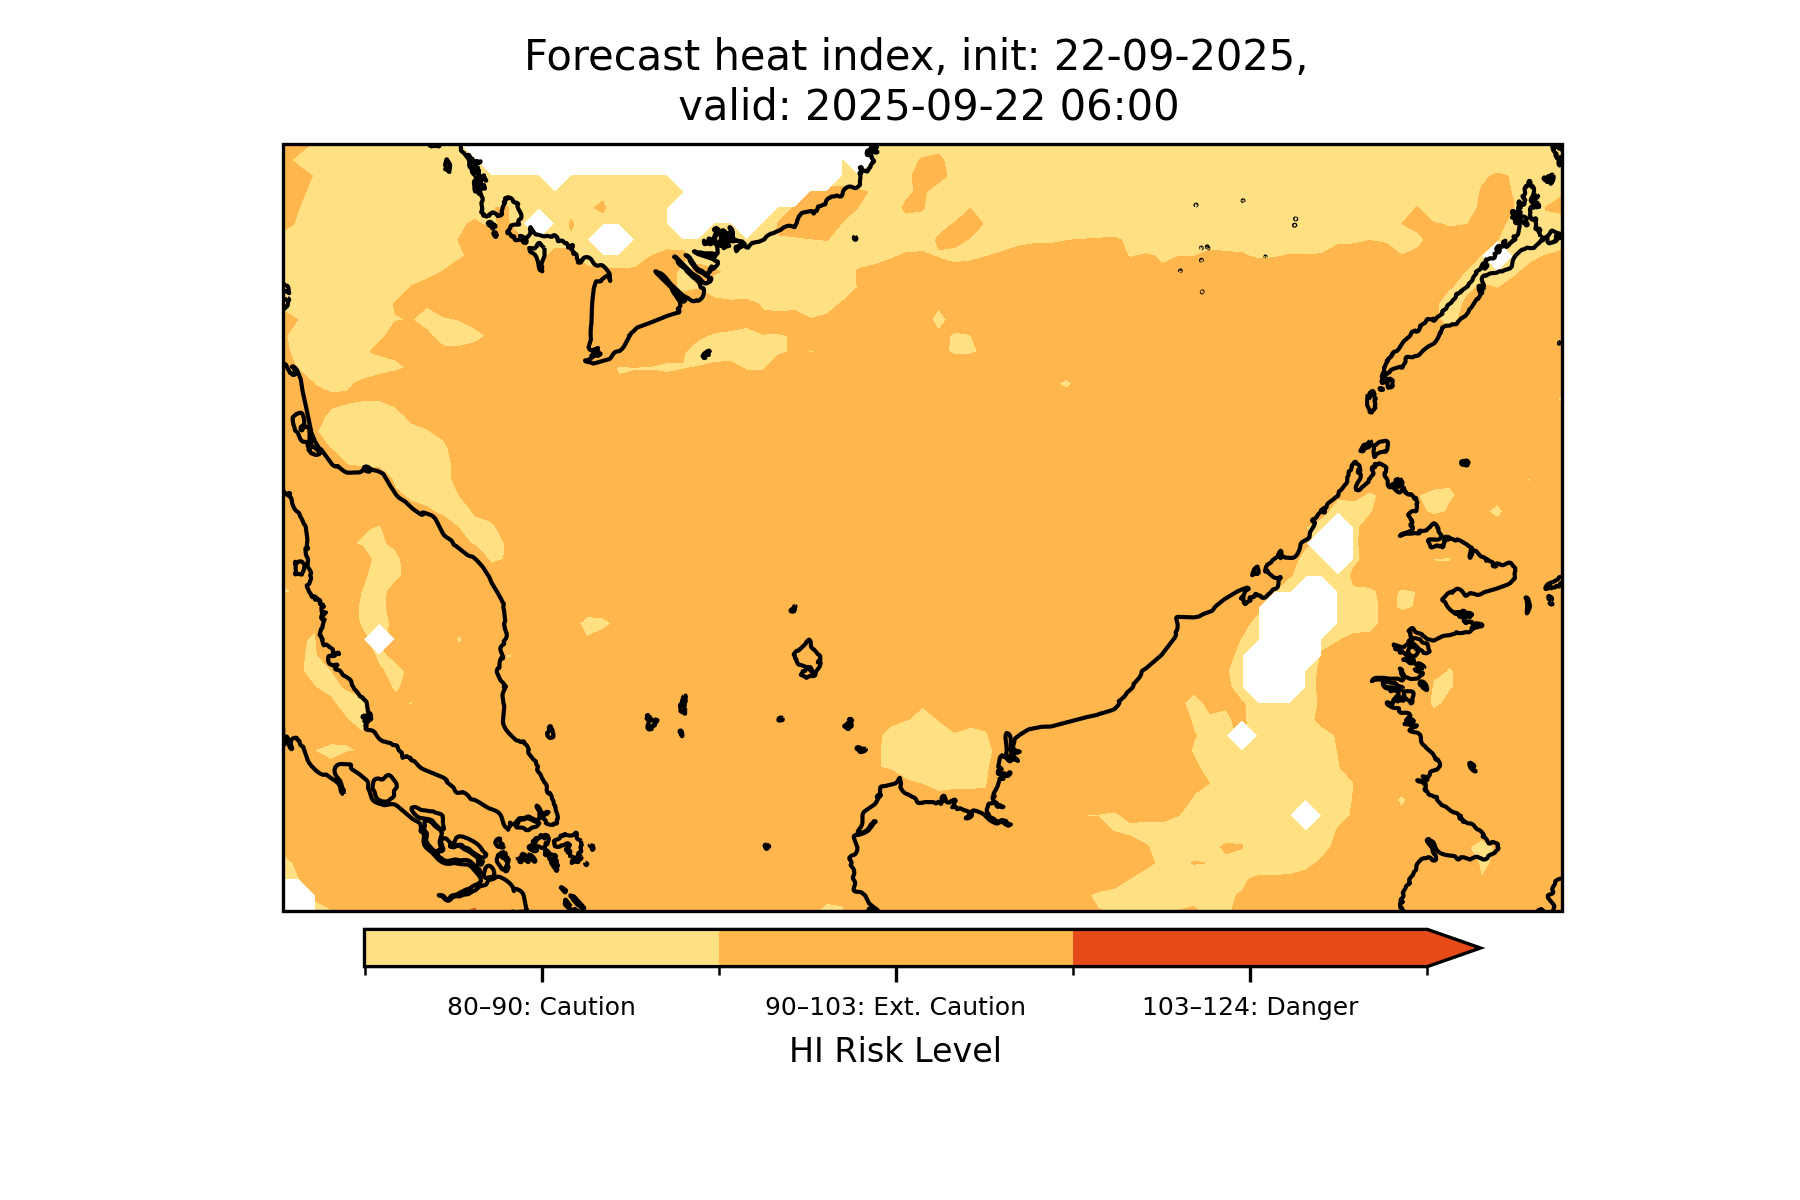 Forecast heat index, init: 22-09-2025,
valid: 2025-09-22 06:00
80–90: Caution
90–103: Ext. Caution
103–124: Danger
HI Risk Level